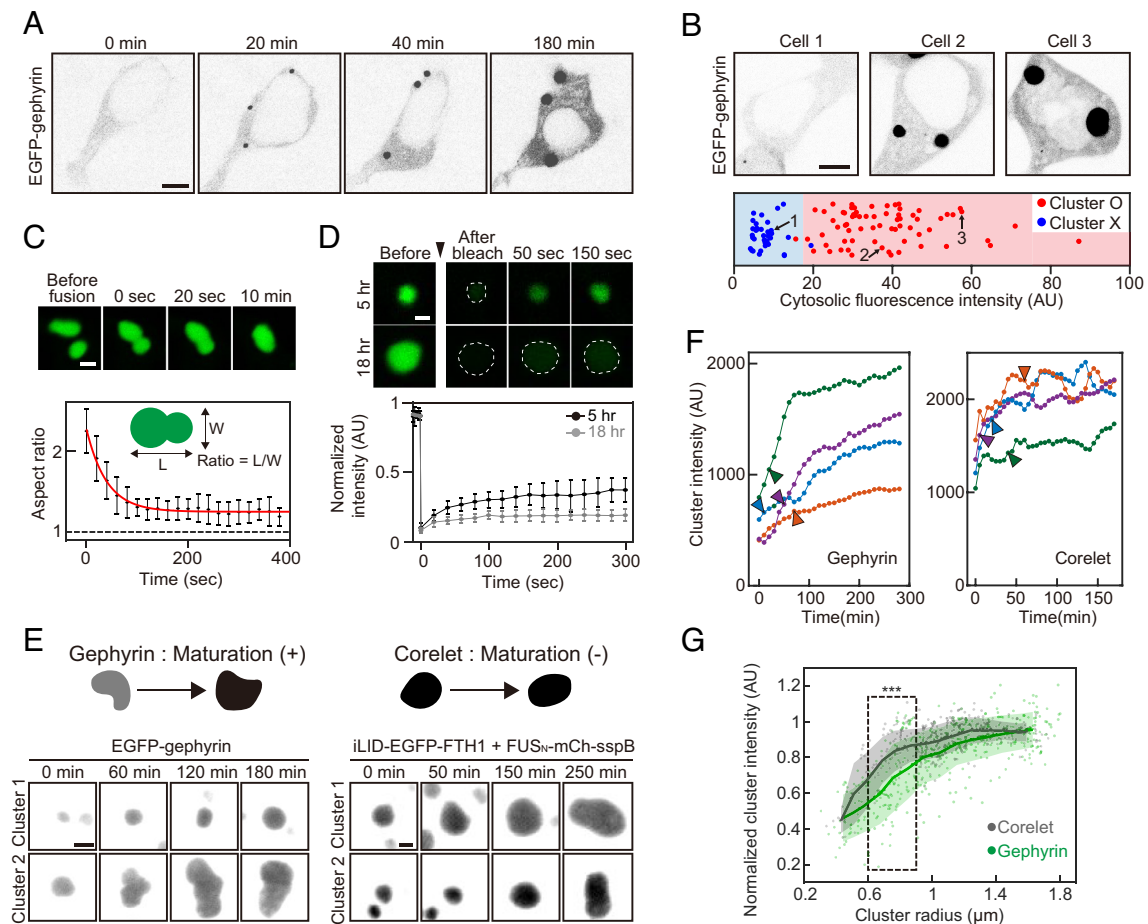 A
0 min 20 min 40 min 180 min
EGFP-gephyrin
B
Cell 1 Cell 2 Cell 3
EGFP-gephyrin
Cluster O
Cluster X
1
2
3
0 20 40 60 80 100
Cytosolic fluorescence intensity (AU)
C
Before fusion 0 sec 20 sec 10 min
Aspect ratio
2
1
W
L
Ratio = L/W
0 200 400
Time (sec)
D
Before After bleach 50 sec 150 sec
5 hr
18 hr
Normalized intensity (AU)
1
0.5
0
5 hr
18 hr
0 100 200 300
Time (sec)
E
Gephyrin : Maturation (+)
Corelet : Maturation (-)
EGFP-gephyrin
0 min 60 min 120 min 180 min
Cluster 1
Cluster 2
iLID-EGFP-FTH1 + FUSN-mCh-sspB
0 min 50 min 150 min 250 min
Cluster 1
Cluster 2
F
Cluster intensity (AU)
2000
1000
0
Gephyrin
0 100 200 300
Time(min)
2000
1000
0
Corelet
0 50 100 150
Time(min)
G
Normalized cluster intensity (AU)
1.2
1.0
0.8
0.6
0.4
0.2
***
Corelet
Gephyrin
0.2 0.6 1 1.4 1.8
Cluster radius (μm)